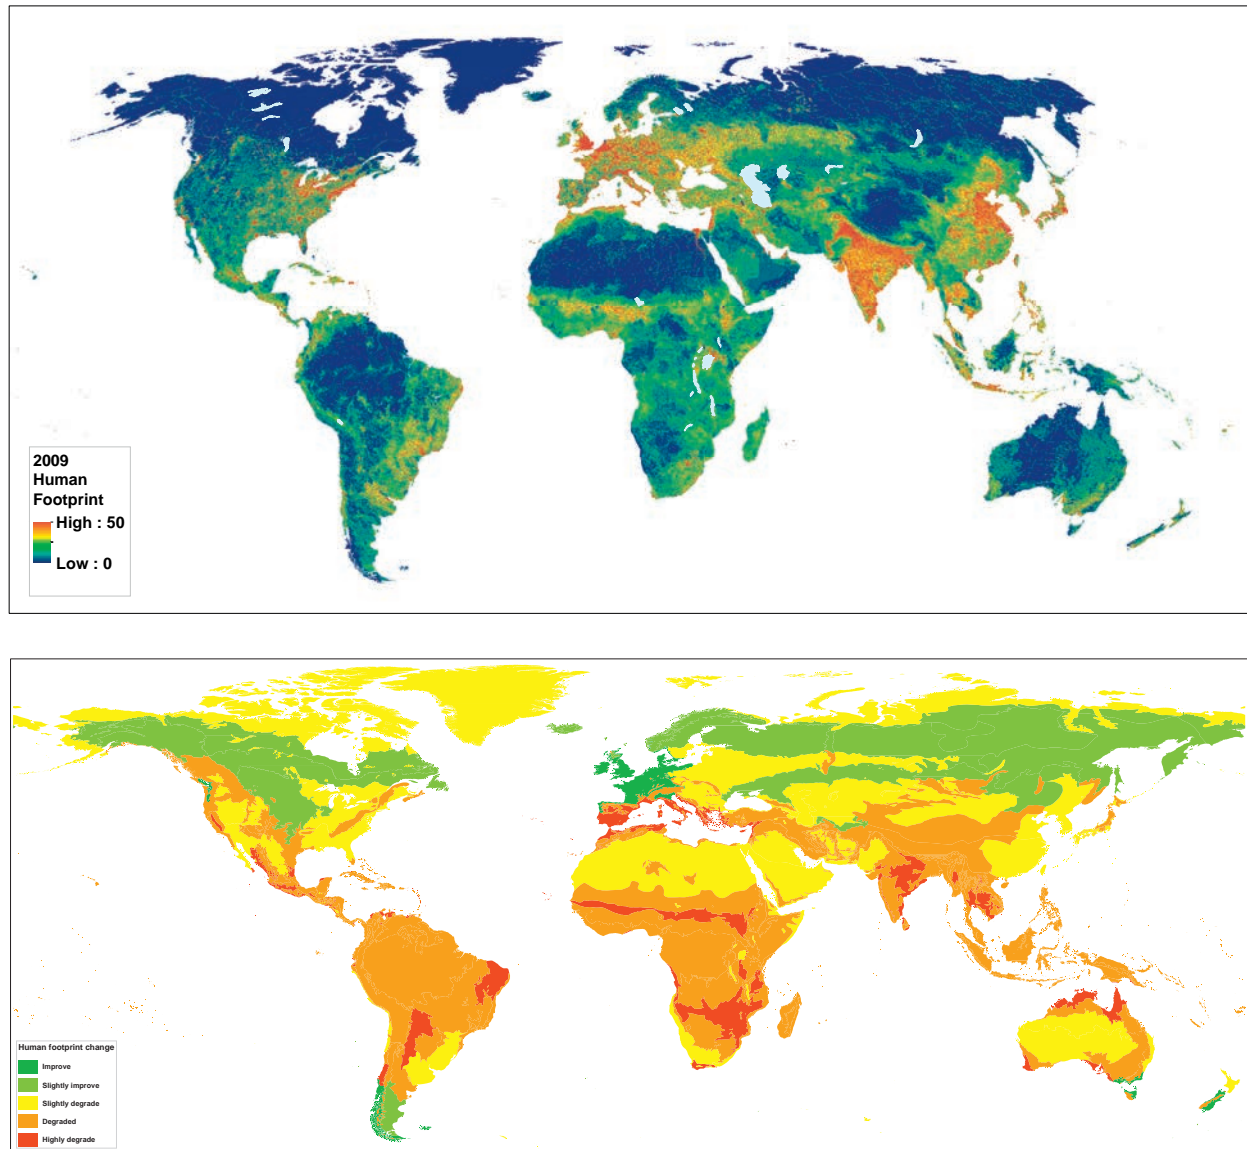 2009
Human
Footprint
High : 50
Low : 0
Human footprint change
Improve
Slightly improve
Slightly degrade
Degraded
Highly degrade